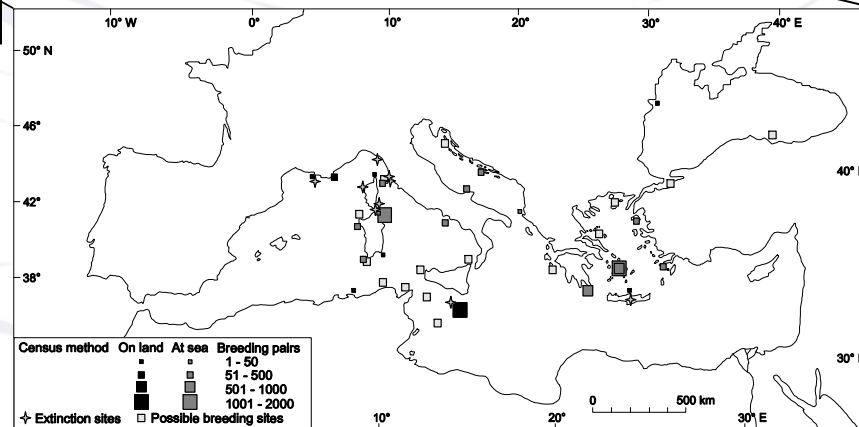 10° W 0° 10° 20° 30° 40° E
50° N
46°
42°
40°
38°
30°
Census method On land At sea Breeding pairs
1 - 50
51 - 500
501 - 1000
1001 - 2000
Extinction sites Possible breeding sites
0 500 km
10° 20° 30° E